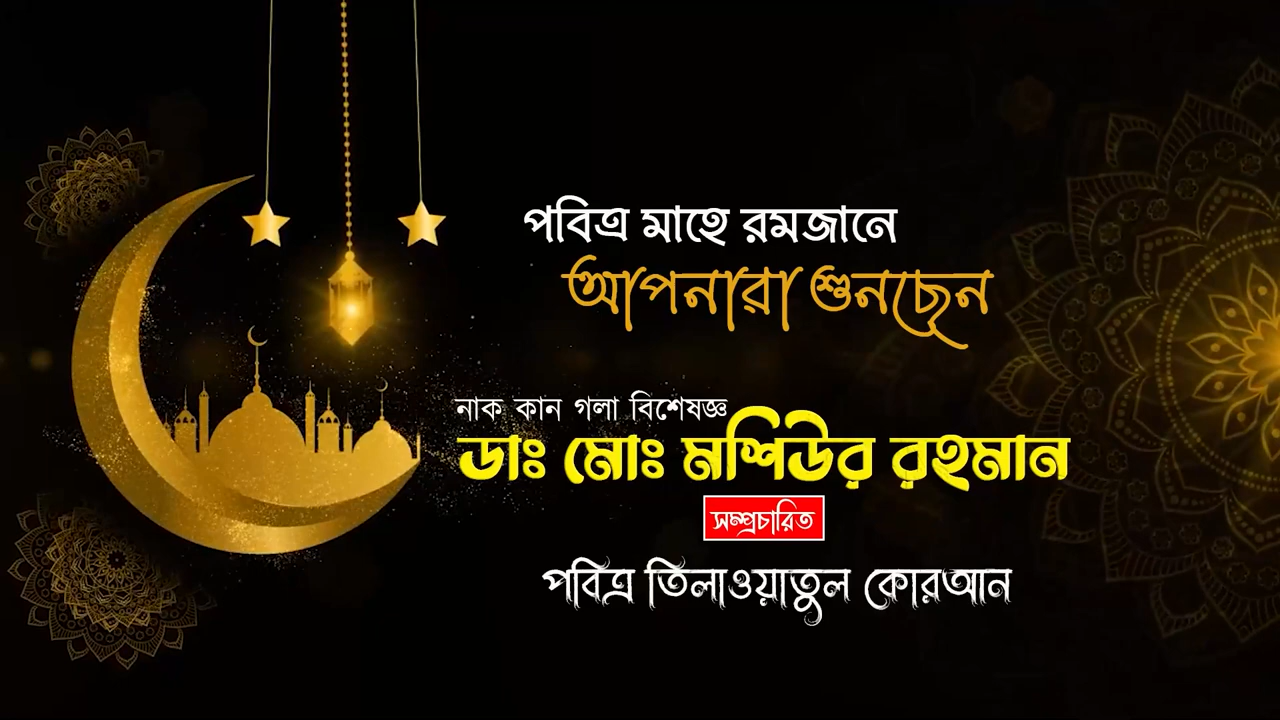 পবিত্র মাহে রমজানে
আপনারা শুনছেন
নাক কান গলা বিশেষজ্ঞ
ডাঃ মোঃ মশিউর রহমান
সম্প্রচারিত
পবিত্র তিলাওয়াতুল কোরআন